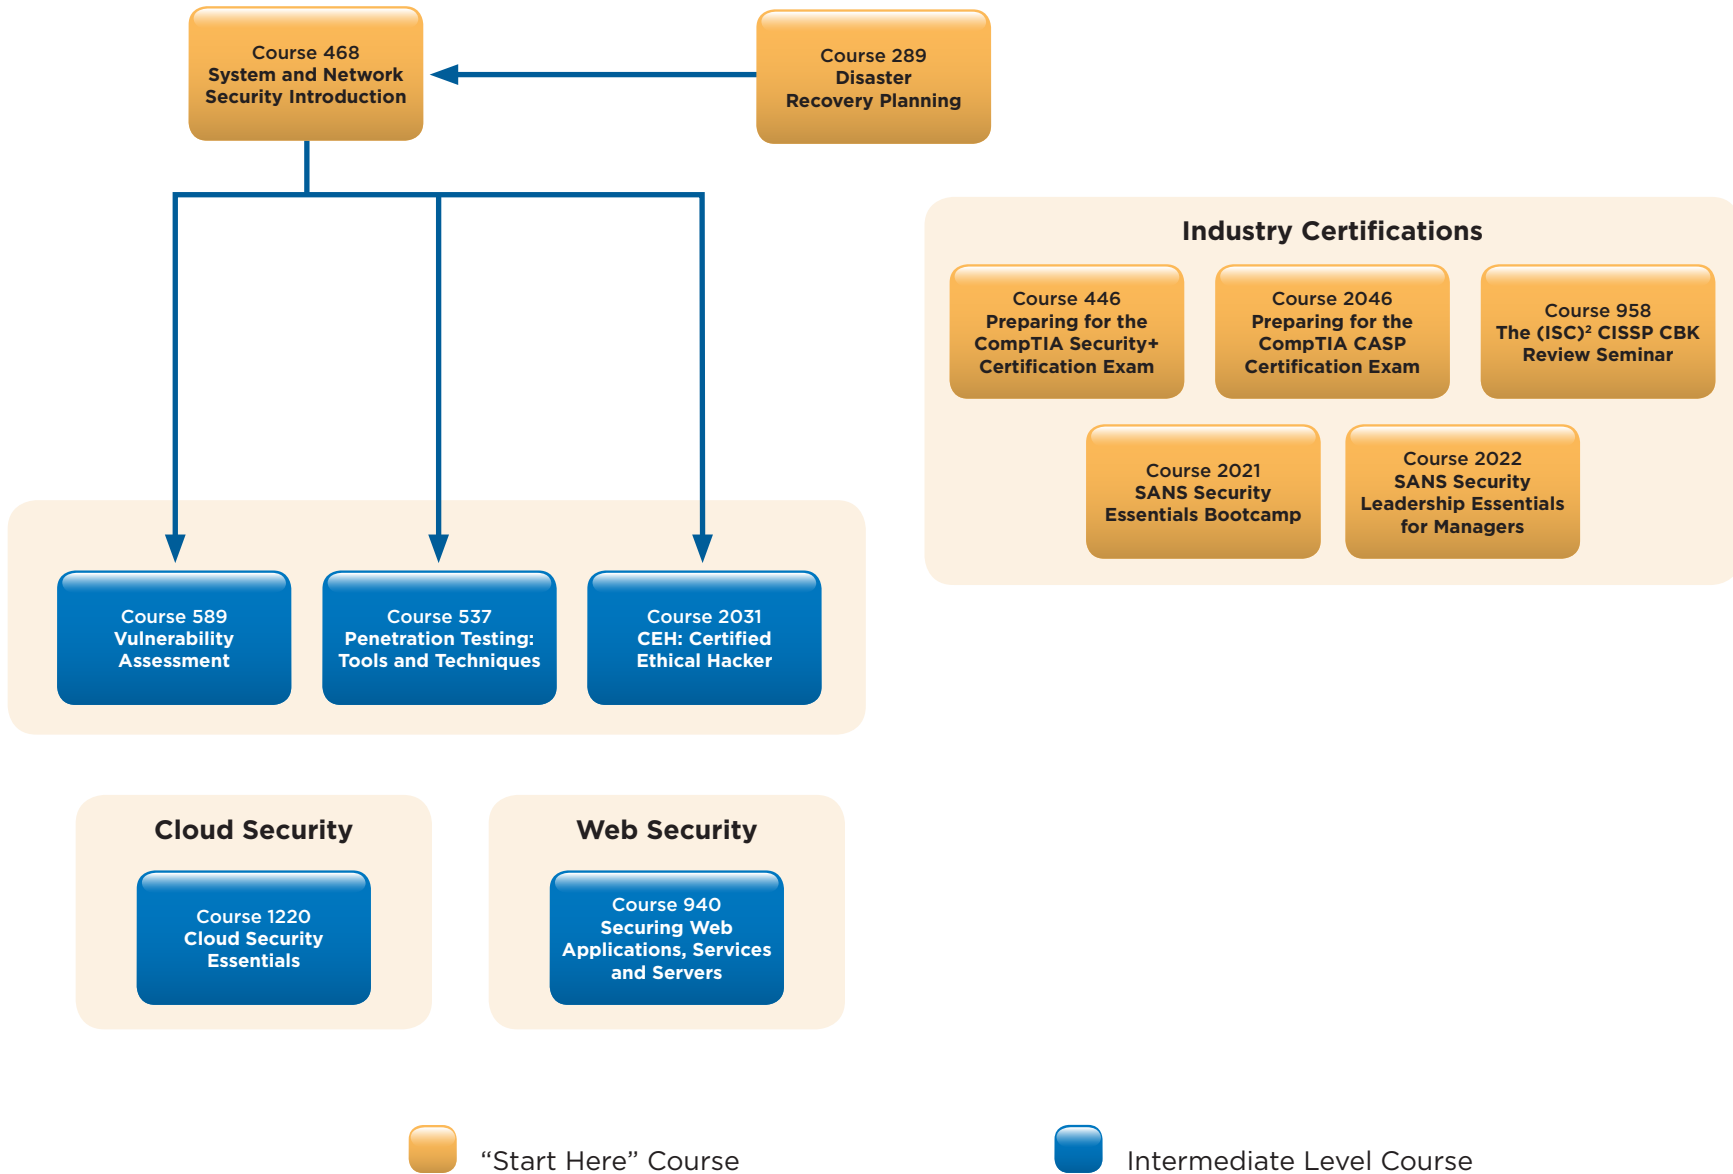 Course 468
System and Network
Security Introduction
Course 289
Disaster
Recovery Planning
Industry Certifications
Course 446
Preparing for the
CompTIA Security+
Certification Exam
Course 2046
Preparing for the
CompTIA CASP
Certification Exam
Course 958
The (ISC)² CISSP CBK
Review Seminar
Course 2021
SANS Security
Essentials Bootcamp
Course 2022
SANS Security
Leadership Essentials
for Managers
Course 589
Vulnerability
Assessment
Course 537
Penetration Testing:
Tools and Techniques
Course 2031
CEH: Certified
Ethical Hacker
Cloud Security
Course 1220
Cloud Security
Essentials
Web Security
Course 940
Securing Web
Applications, Services
and Servers
“Start Here” Course
Intermediate Level Course